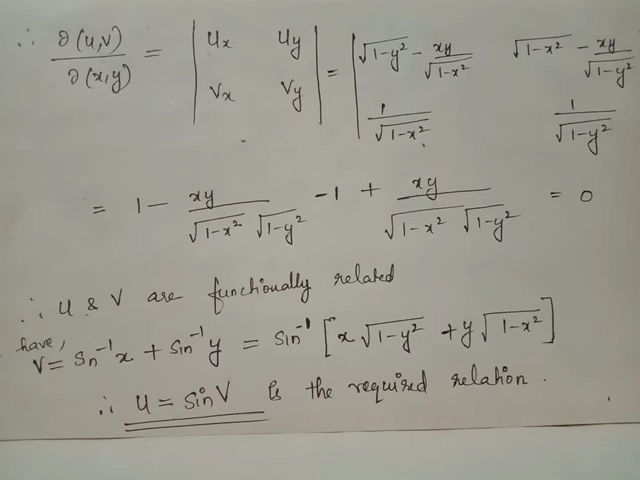 ∴ ∂(u,v)/∂(x,y) = |ux uy; vx vy| = |√(1-y²) - xy/√(1-x²) √(1-x²) - xy/√(1-y²); 1/√(1-x²) 1/√(1-y²)|
= 1 - xy/(√(1-x²) √(1-y²)) - 1 + xy/(√(1-x²) √(1-y²)) = 0
∴ u & v are functionally related
have,
v = Sin⁻¹x + Sin⁻¹y = Sin⁻¹[x√(1-y²) + y√(1-x²)]
∴ u = Sin v is the required relation.